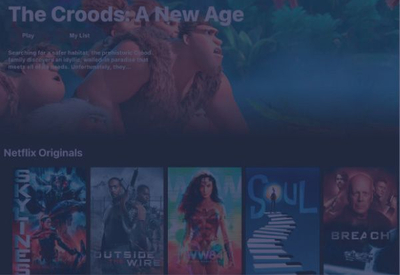 The Croods: A New Age
Play
My List
Searching for a safer habitat, the prehistoric Crood
family discovers an idyllic, walled-in paradise that
meets all of its needs. Unfortunately, they...
Netflix Originals
SKYLINES
OUTSIDE
THE
WIRE
WW84
SOUL
BREACH